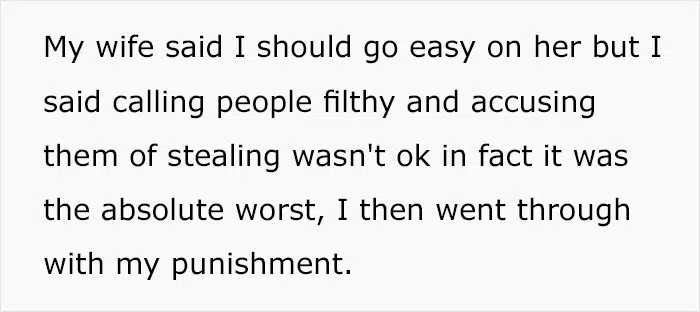 My wife said I should go easy on her but I
said calling people filthy and accusing
them of stealing wasn't ok in fact it was
the absolute worst, I then went through
with my punishment.